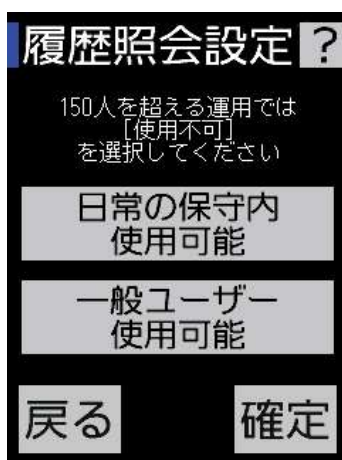 履歴照会設定 ?
150人を超える運用では
[使用不可]
を選択してください
日常の保守内
使用可能
一般ユーザー
使用可能
戻る 確定